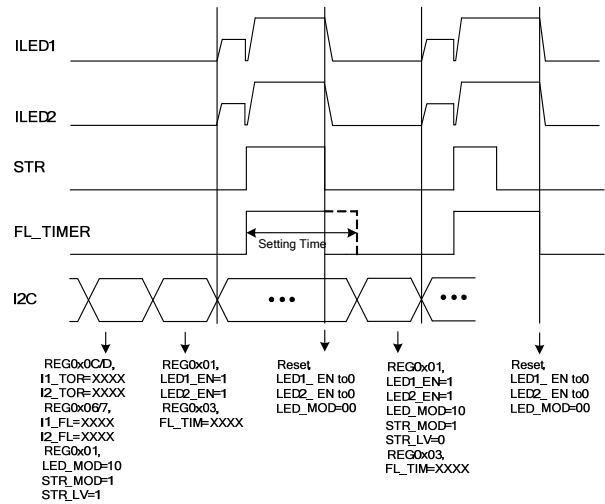 ILED1
ILED2
STR
FL_TIMER
Setting Time
I2C
REG0x0C/D,
I1_TOR=XXXX
I2_TOR=XXXX
REG0x06/7,
I1_FL=XXXX
I2_FL=XXXX
REG0x01,
LED_MOD=10
STR_MOD=1
STR_LV=1
REG0x01,
LED1_EN=1
LED2_EN=1
REG0x03,
FL_TIM=XXXX
Reset,
LED1_ EN to0
LED2_ EN to0
LED_MOD=00
REG0x01,
LED1_EN=1
LED2_EN=1
LED_MOD=10
STR_MOD=1
STR_LV=0
REG0x03,
FL_TIM=XXXX
Reset,
LED1_ EN to0
LED2_ EN to0
LED_MOD=00